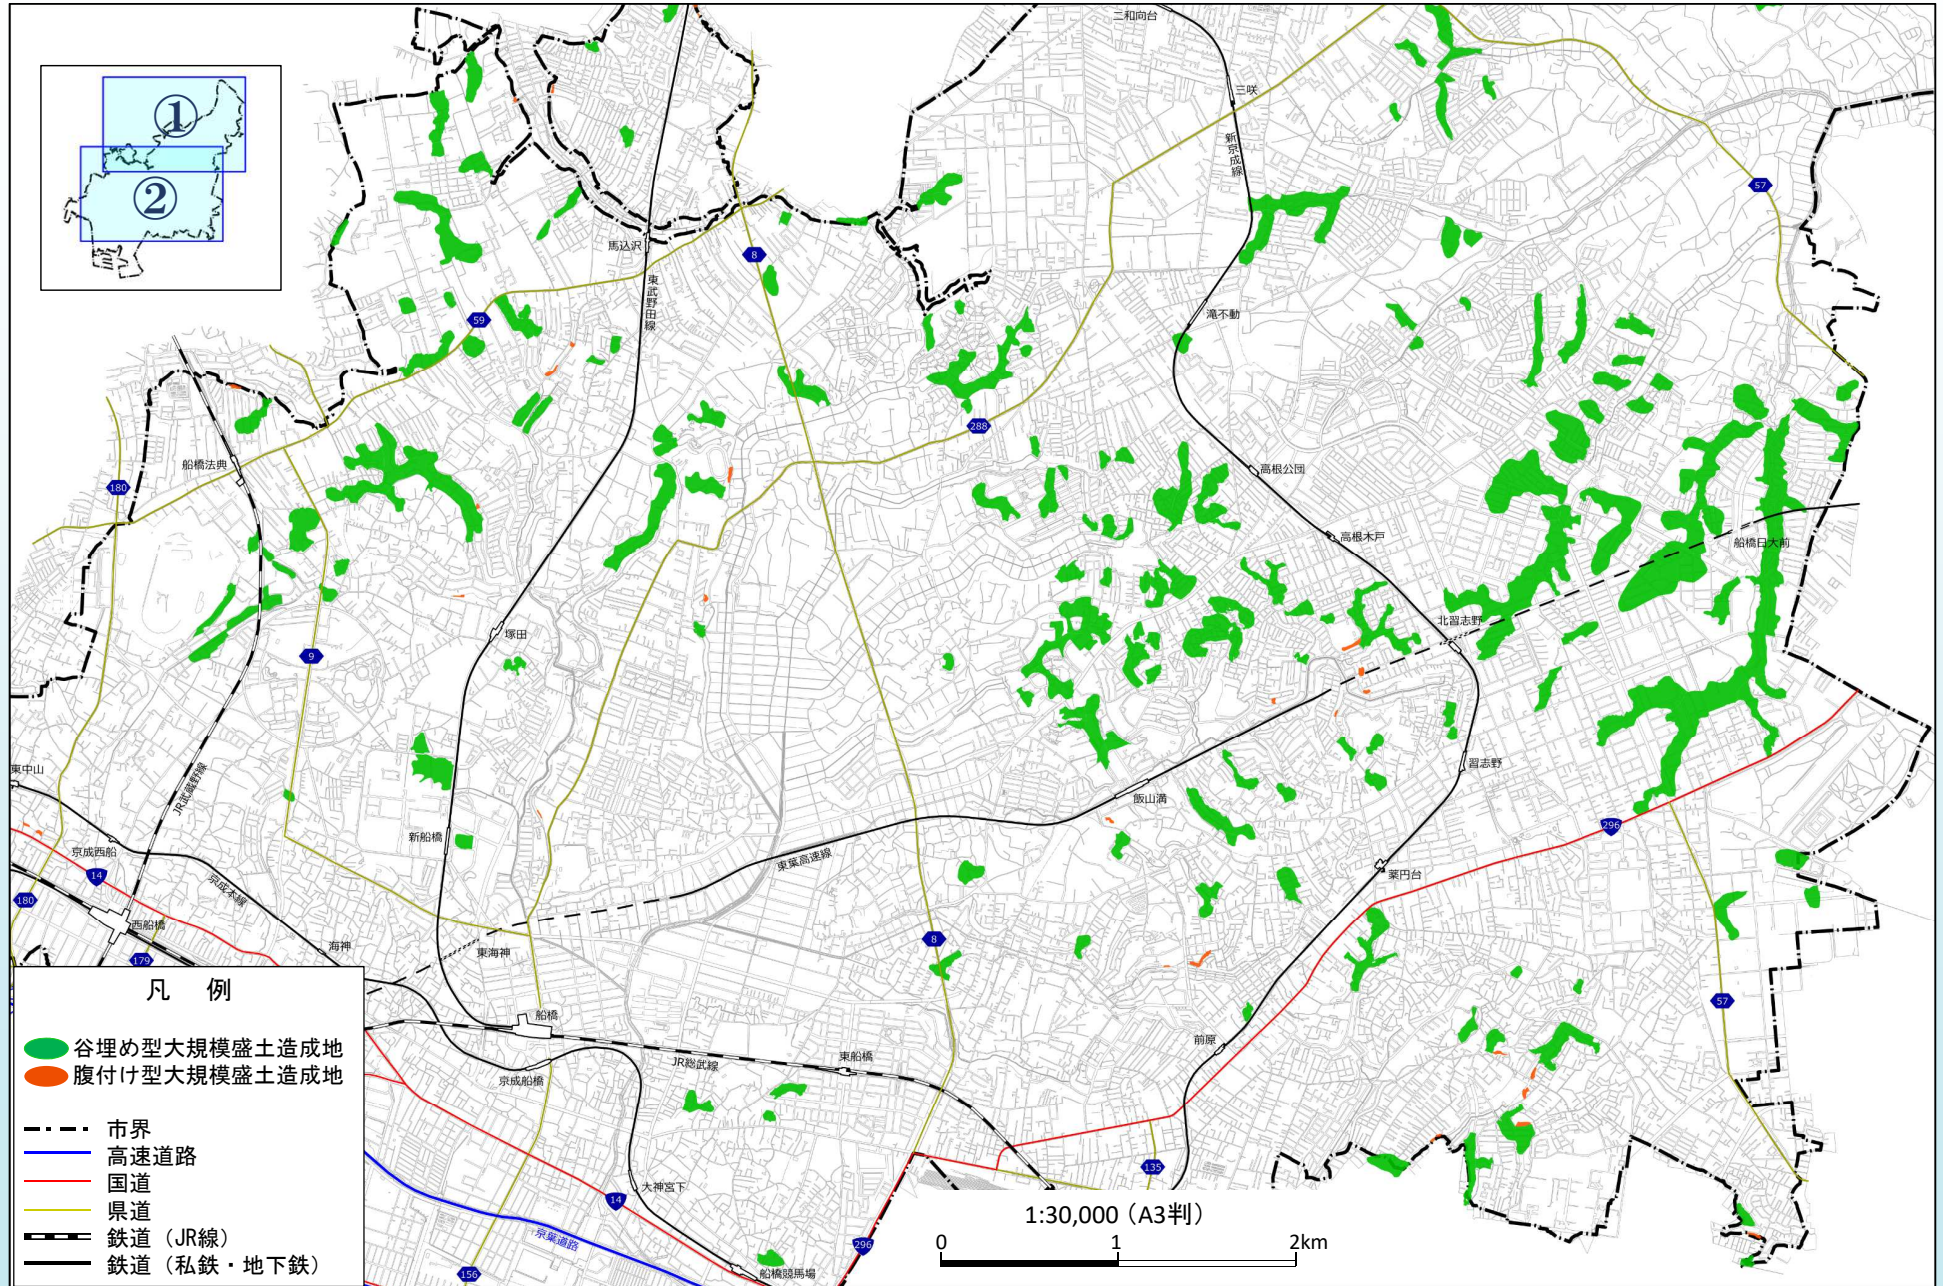 ①
②
二和向台
三咲
新京成線
57
馬込沢
8
東武野田線
59
滝不動
288
船橋法典
180
高根公団
高根木戸
船橋日大前
塚田
9
北習志野
東中山
JR武蔵野線
新船橋
習志野
飯山満
296
東葉高速線
京成西船
14
京成本線
薬円台
180
西船橋
179
海神
東海神
8
57
船橋
前原
JR総武線
東船橋
京成船橋
135
大神宮下
14
京葉道路
296
船橋競馬場
156
凡 例
谷埋め型大規模盛土造成地
腹付け型大規模盛土造成地
市界
高速道路
国道
県道
鉄道（JR線）
鉄道（私鉄・地下鉄）
1:30,000（A3判）
0 1 2km